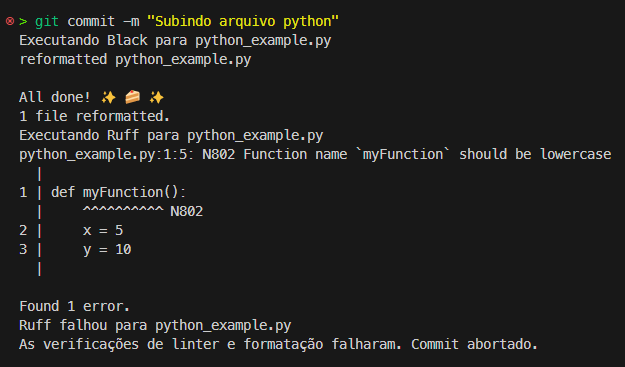 > git commit -m "Subindo arquivo python"
Executando Black para python_example.py
reformatted python_example.py
All done! ✨ 🍰 ✨
1 file reformatted.
Executando Ruff para python_example.py
python_example.py:1:5: N802 Function name `myFunction` should be lowercase
  |
1 | def myFunction():
  |     ^^^^^^^^^^ N802
2 |     x = 5
3 |     y = 10
  |
Found 1 error.
Ruff falhou para python_example.py
As verificações de linter e formatação falharam. Commit abortado.